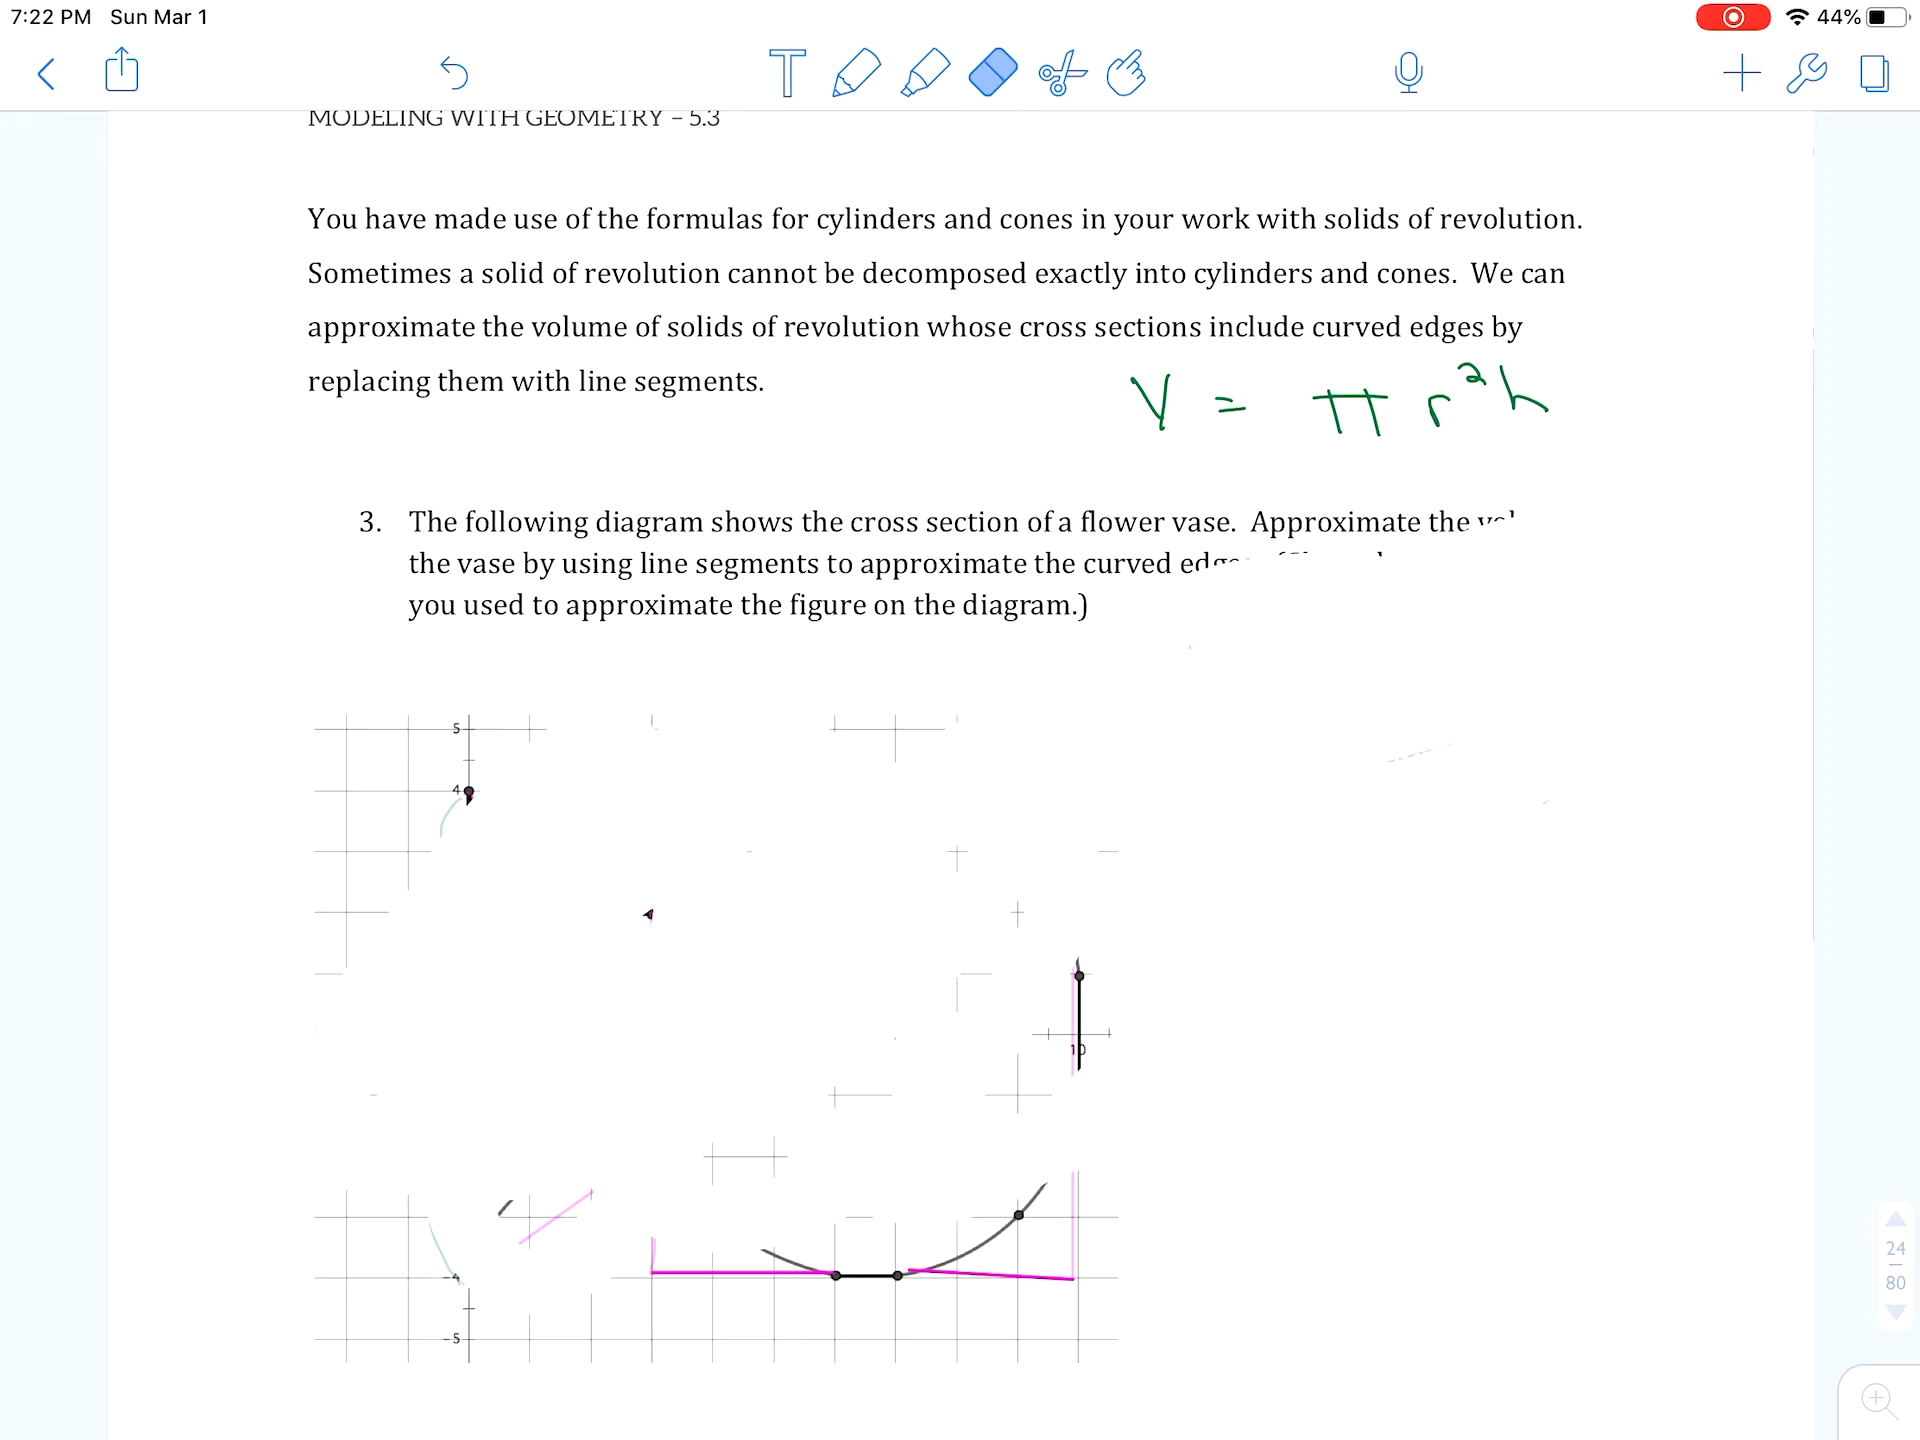 7:22 PM Sun Mar 1
44%
MODELING WITH GEOMETRY – 5.3
You have made use of the formulas for cylinders and cones in your work with solids of revolution.
Sometimes a solid of revolution cannot be decomposed exactly into cylinders and cones. We can
approximate the volume of solids of revolution whose cross sections include curved edges by
replacing them with line segments.
V = π r²h
3. The following diagram shows the cross section of a flower vase. Approximate the
the vase by using line segments to approximate the curved
you used to approximate the figure on the diagram.)
5
4
10
-4
-5
24
80